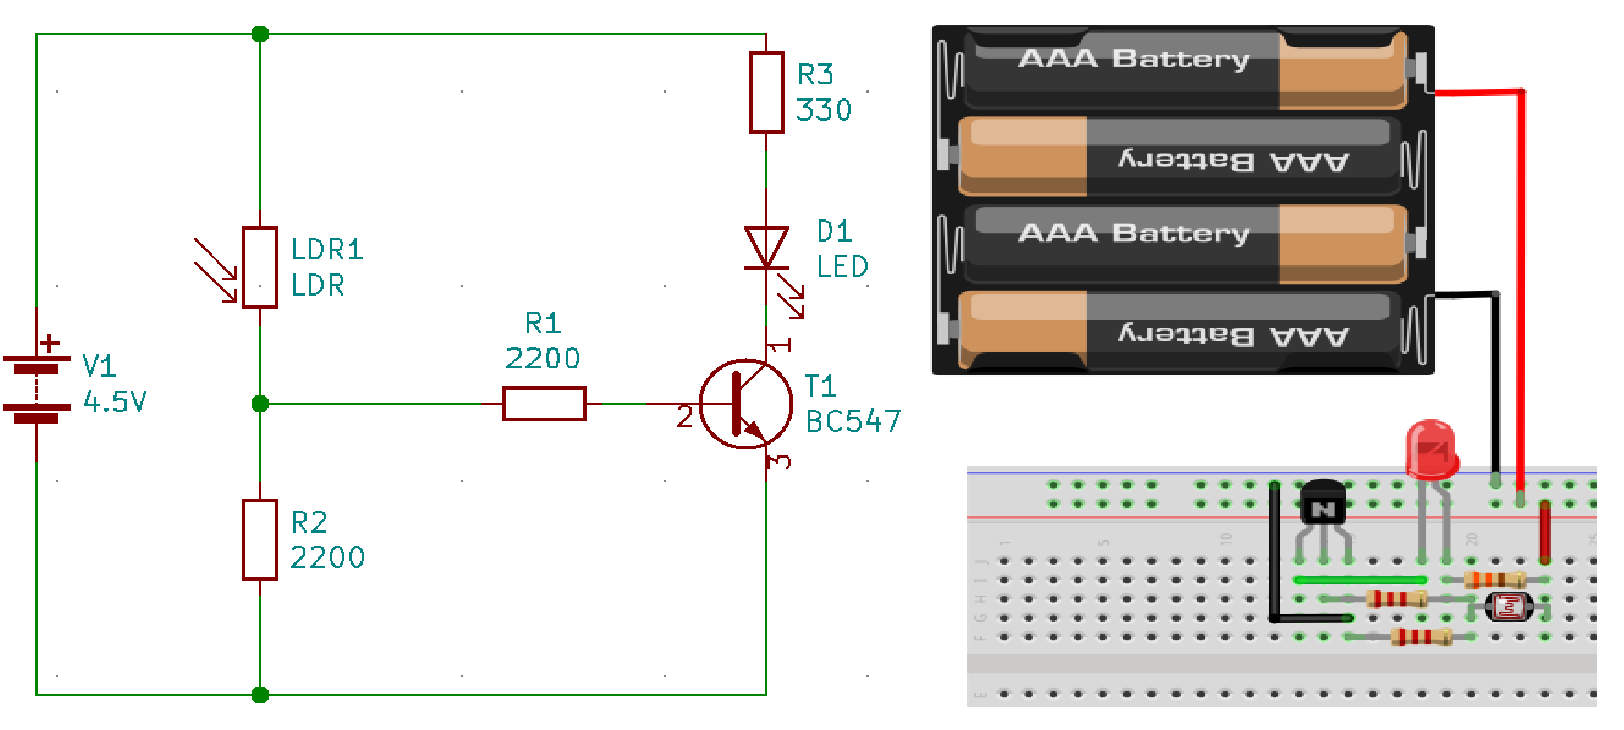 R3
330
D1
LED
LDR1
LDR
R1
2200
1
+
V1
4.5V
2
T1
BC547
3
R2
2200
AAA Battery
AAA Battery
AAA Battery
AAA Battery
N
1
5
10
15
20
25
J
I
H
G
F
E